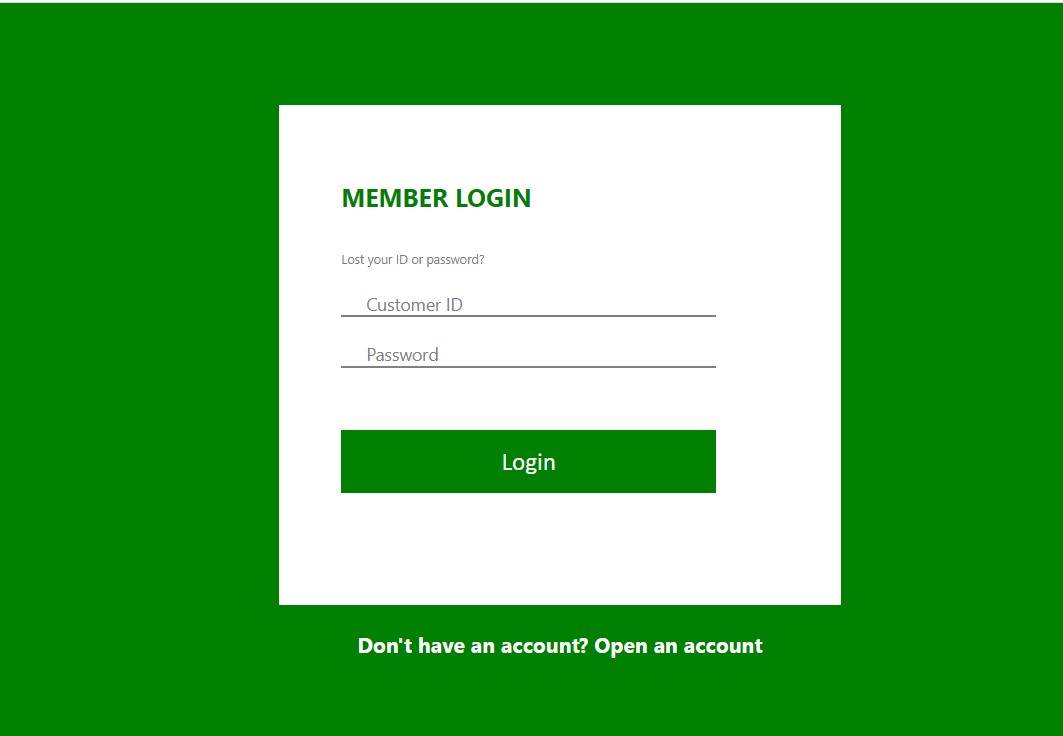 MEMBER LOGIN
Lost your ID or password?
Customer ID
Password
Login
Don't have an account? Open an account